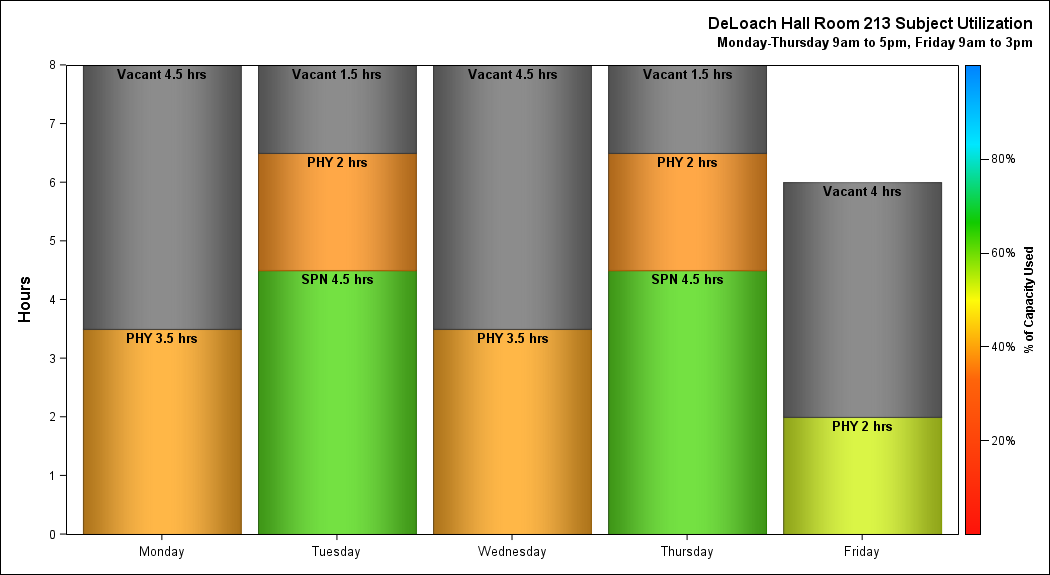 DeLoach Hall Room 213 Subject Utilization
Monday-Thursday 9am to 5pm, Friday 9am to 3pm
Hours
8
7
6
5
4
3
2
1
0
Vacant 4.5 hrs
PHY 3.5 hrs
Vacant 1.5 hrs
PHY 2 hrs
SPN 4.5 hrs
Vacant 4.5 hrs
PHY 3.5 hrs
Vacant 1.5 hrs
PHY 2 hrs
SPN 4.5 hrs
Vacant 4 hrs
PHY 2 hrs
Monday
Tuesday
Wednesday
Thursday
Friday
80%
60%
40%
20%
% of Capacity Used